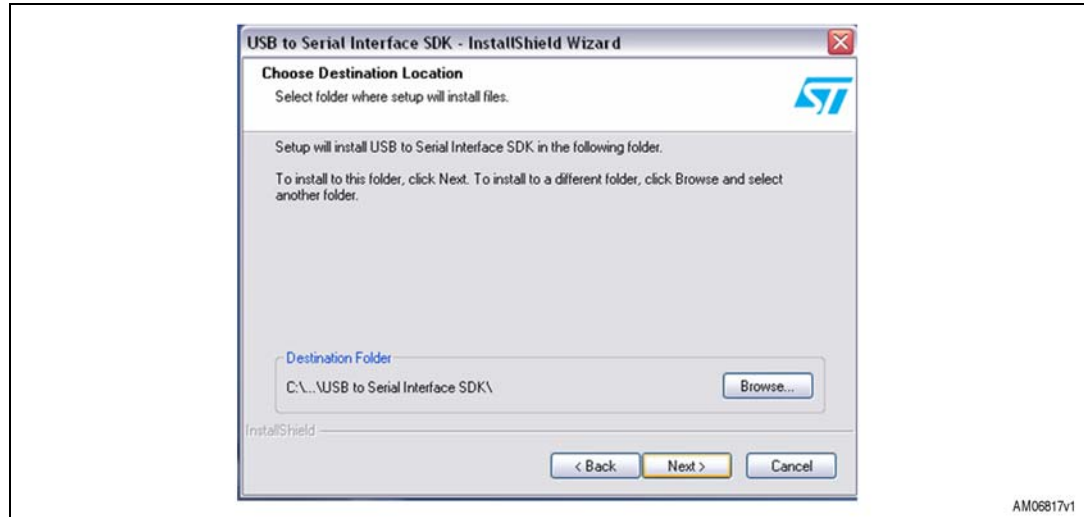 USB to Serial Interface SDK - InstallShield Wizard
Choose Destination Location
Select folder where setup will install files.
ST
Setup will install USB to Serial Interface SDK in the following folder.
To install to this folder, click Next. To install to a different folder, click Browse and select
another folder.
Destination Folder
C:\...\USB to Serial Interface SDK\
Browse...
InstallShield
< Back
Next >
Cancel
AM06817v1